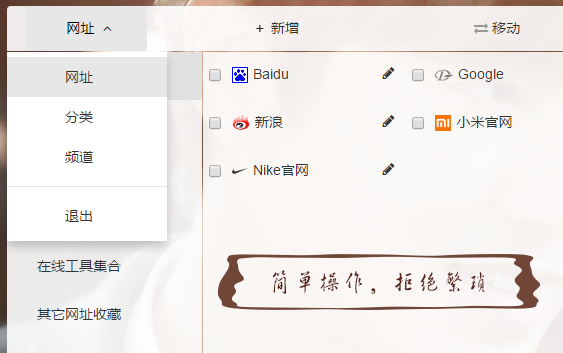 网址 + 新增 移动
网址
分类
频道
退出
在线工具集合
其它网址收藏
Baidu Google
新浪 小米官网
Nike官网
简单操作，拒绝繁琐